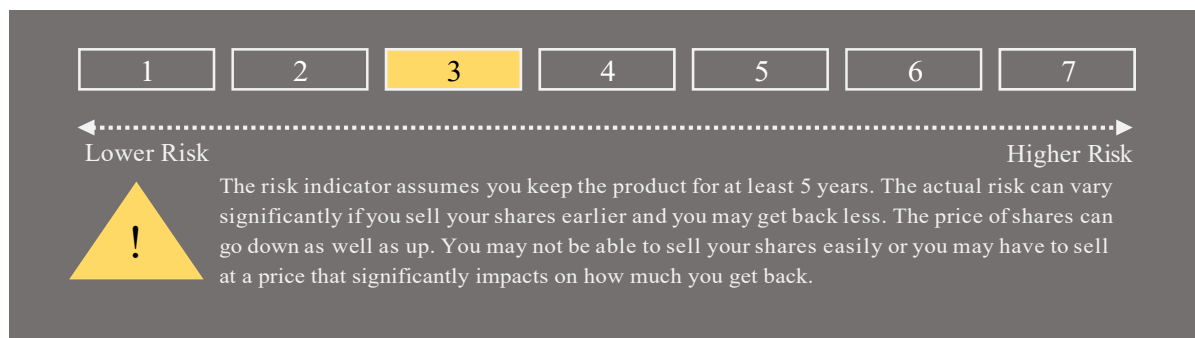 1 2 3 4 5 6 7
Lower Risk Higher Risk
The risk indicator assumes you keep the product for at least 5 years. The actual risk can vary
significantly if you sell your shares earlier and you may get back less. The price of shares can
go down as well as up. You may not be able to sell your shares easily or you may have to sell
at a price that significantly impacts on how much you get back.
!